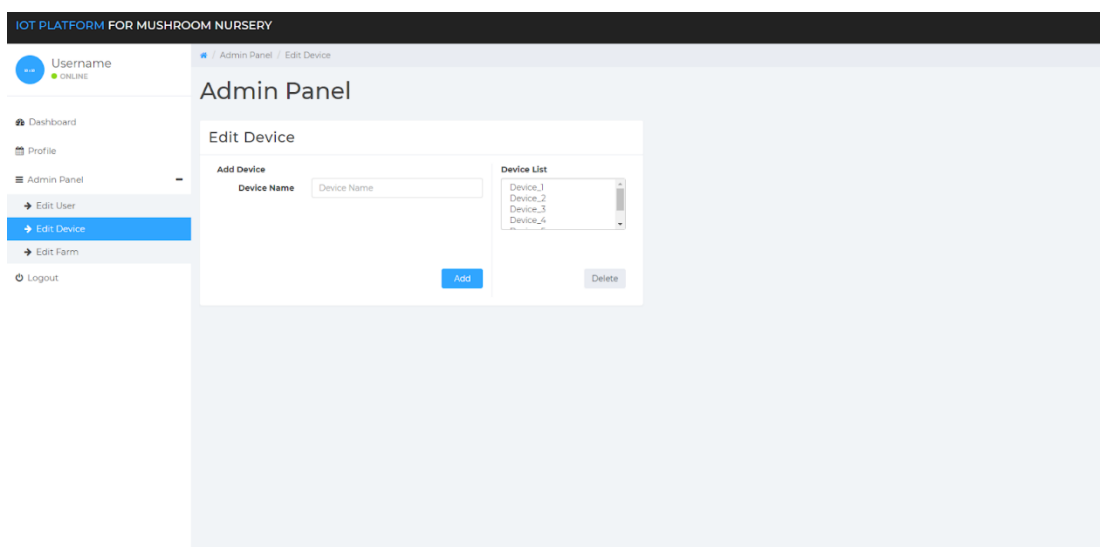 IOT PLATFORM FOR MUSHROOM NURSERY
Username
ONLINE
Dashboard
Profile
Admin Panel
Edit User
Edit Device
Edit Farm
Logout
/ Admin Panel / Edit Device
Admin Panel
Edit Device
Add Device
Device Name
Device Name
Add
Device List
Device_1
Device_2
Device_3
Device_4
Delete